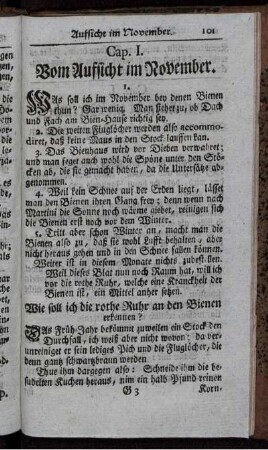 Aufsicht im November. 101
Cap. I.
Vom Aufsicht im November.
1.
WAs soll ich im November bey denen Bienen
thun? Gar wenig. Man siehet zu, ob Dach
und Fach am Bien-Hause richtig sey.
2. Die weiten Fluglöcher werden also accommo-
diret, daß keine Maus in den Stock lauffen kan.
3. Das Bienhaus wird vor Dieben verwahret;
und man feget auch wohl die Späne unter den Stö-
cken ab, die sie gemacht haben, da die Untersätze ab-
genommen.
4. Weil kein Schnee auf der Erden liegt, lässet
man den Bienen ihren Gang frey; denn wenn nach
Martini die Sonne noch warm siehet, reinigen sich
die Bienen erst noch vor dem Winter.
5. Tritt aber schon Winter an, macht man die
Bienen also zu, daß sie wohl Lufft behalten, aber
nicht heraus gehen und in den Schnee fallen können.
Weiter ist in diesem Monate nichts zubestellen.
Weil dieses Blat nun noch Raum hat, will ich
vor die rothe Ruhr, welche eine Kranckheit der
Bienen ist, ein Mittel anher setzen.
Wie soll ich die rothe Ruhr an den Bienen
erkennen?
DAs Früh-Jahr bekömmt zuweilen ein Stock den
Durchfall, ich weiß aber nicht wovon: da ver-
unreiniget er sein lediges Pich und die Fluglöcher, die
denn gantz schwartzbraun werden.
Thue ihm dargegen also: Schneide ihm die be-
sudelten Kuchen heraus, nim ein halb Pfund reinen
G 3 Korn-